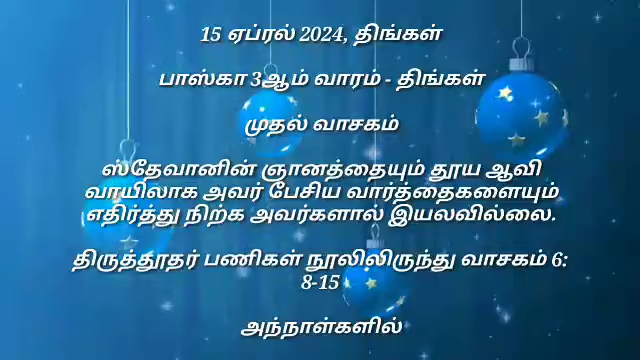 15 ஏப்ரல் 2024, திங்கள்
பாஸ்கா 3ஆம் வாரம் - திங்கள்
முதல் வாசகம்
ஸ்தேவானின் ஞானத்தையும் தூய ஆவி
வாயிலாக அவர் பேசிய வார்த்தைகளையும்
எதிர்த்து நிற்க அவர்களால் இயலவில்லை.
திருத்தூதர் பணிகள் நூலிலிருந்து வாசகம் 6:
8-15
அந்நாள்களில்